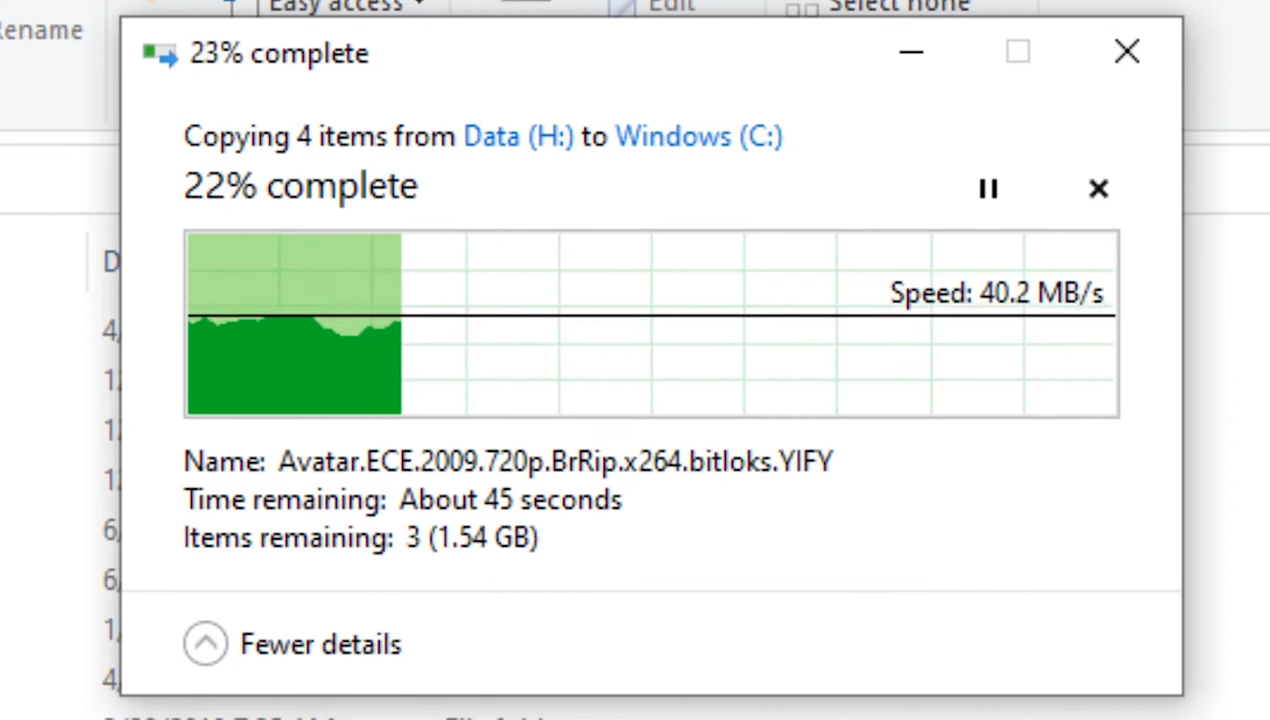 Easy access
Edit
Select none
Rename
23% complete
Copying 4 items from Data (H:) to Windows (C:)
22% complete
Speed: 40.2 MB/s
Name: Avatar.ECE.2009.720p.BrRip.x264.bitloks.YIFY
Time remaining: About 45 seconds
Items remaining: 3 (1.54 GB)
Fewer details